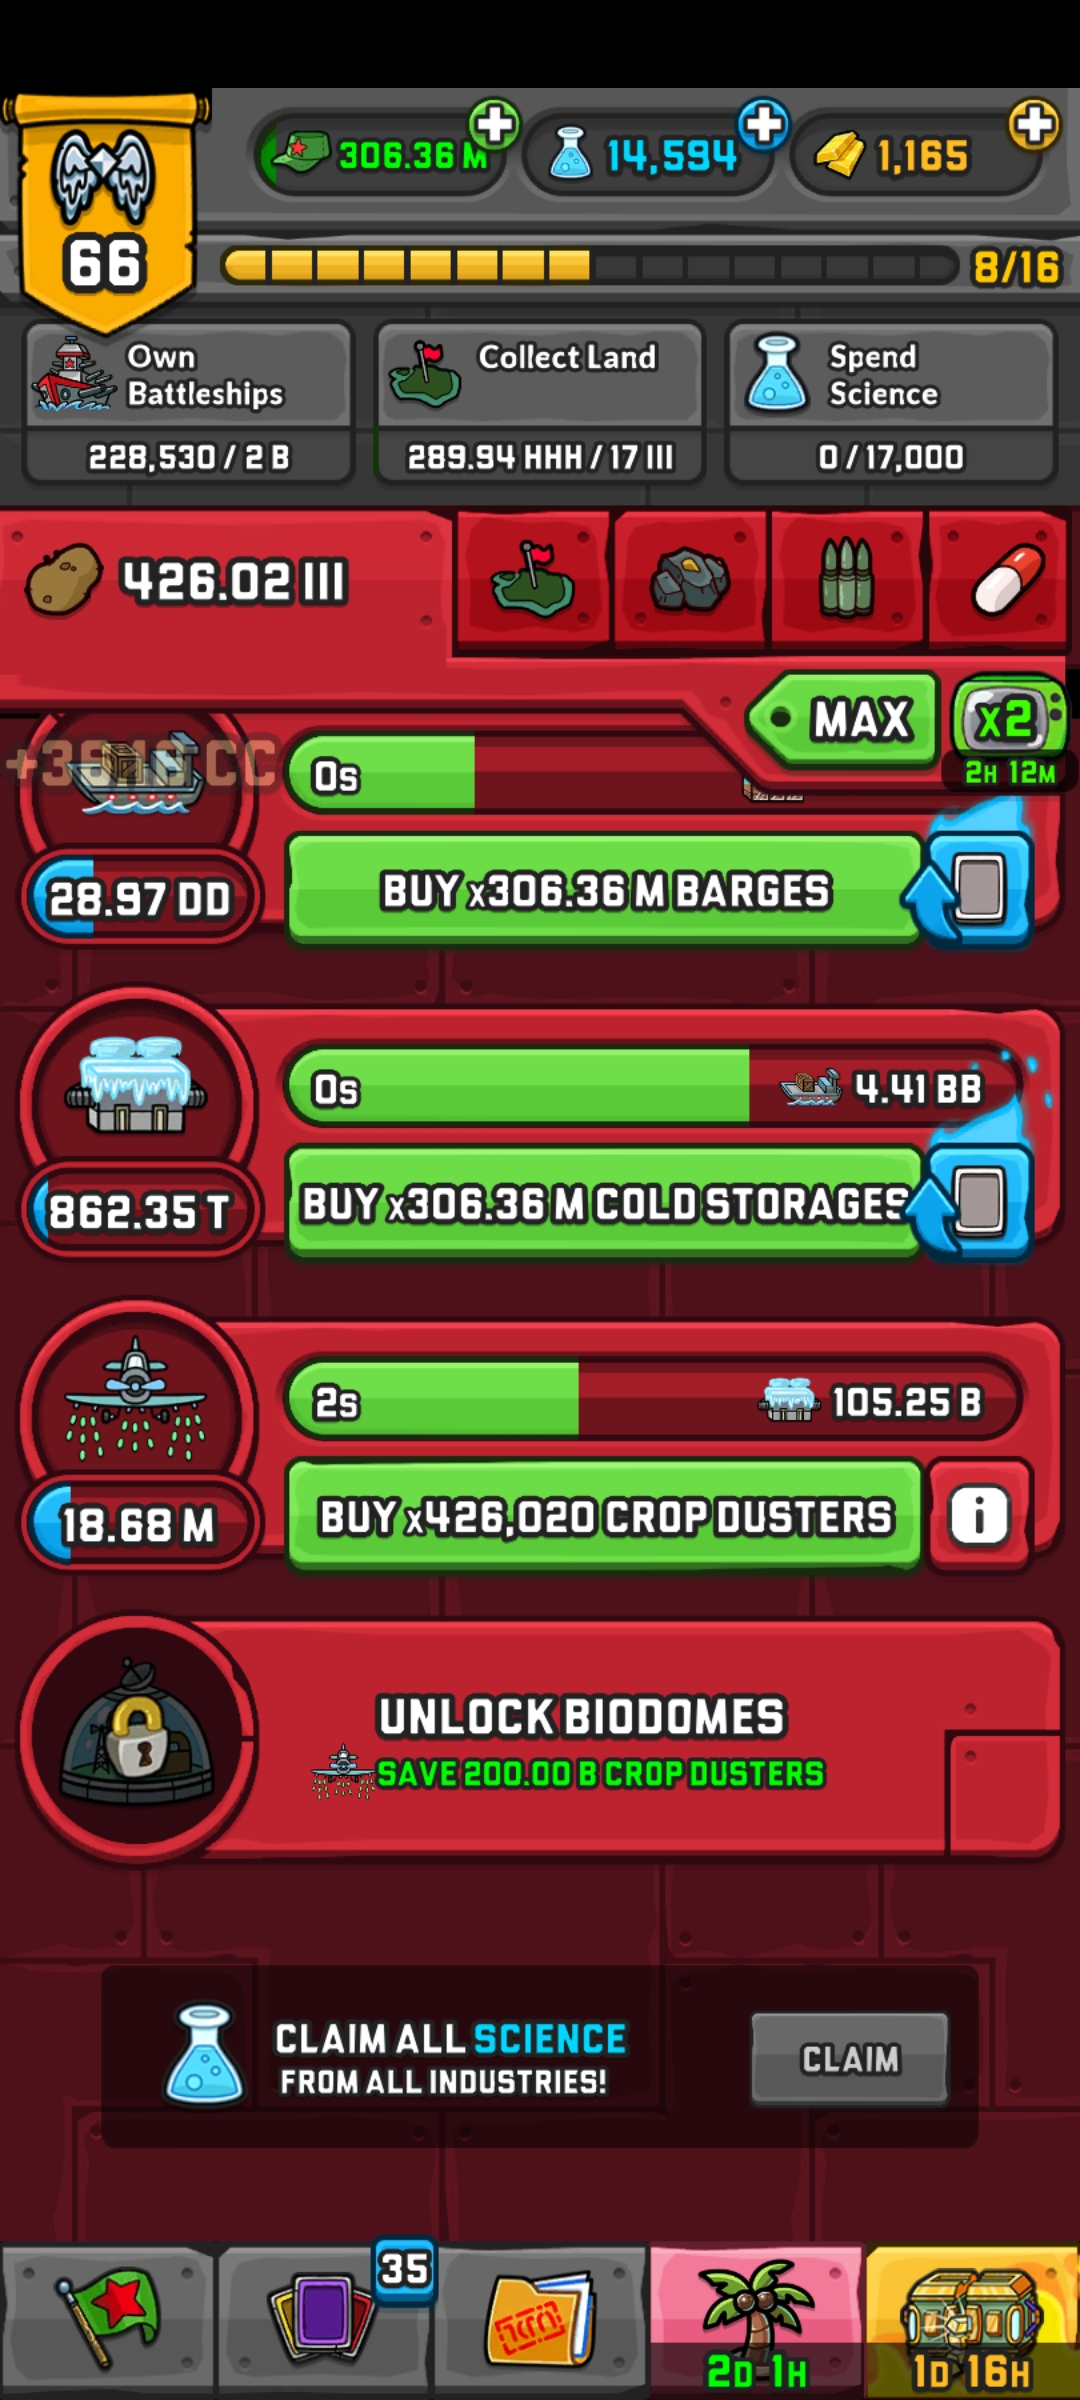 306.36 M
14,594
1,165
66
8/16
Own
Battleships
228,530 / 2 B
Collect Land
289.94 HHH / 17 III
Spend
Science
0 / 17,000
426.02 III
MAX
x2
2H 12M
0s
28.97 DD
BUY x306.36 M BARGES
0s
4.41 BB
862.35 T
BUY x306.36 M COLD STORAGES
2s
105.25 B
18.68 M
BUY x426,020 CROP DUSTERS
i
UNLOCK BIODOMES
SAVE 200.00 B CROP DUSTERS
CLAIM ALL SCIENCE
FROM ALL INDUSTRIES!
CLAIM
35
2D 1H
1D 16H